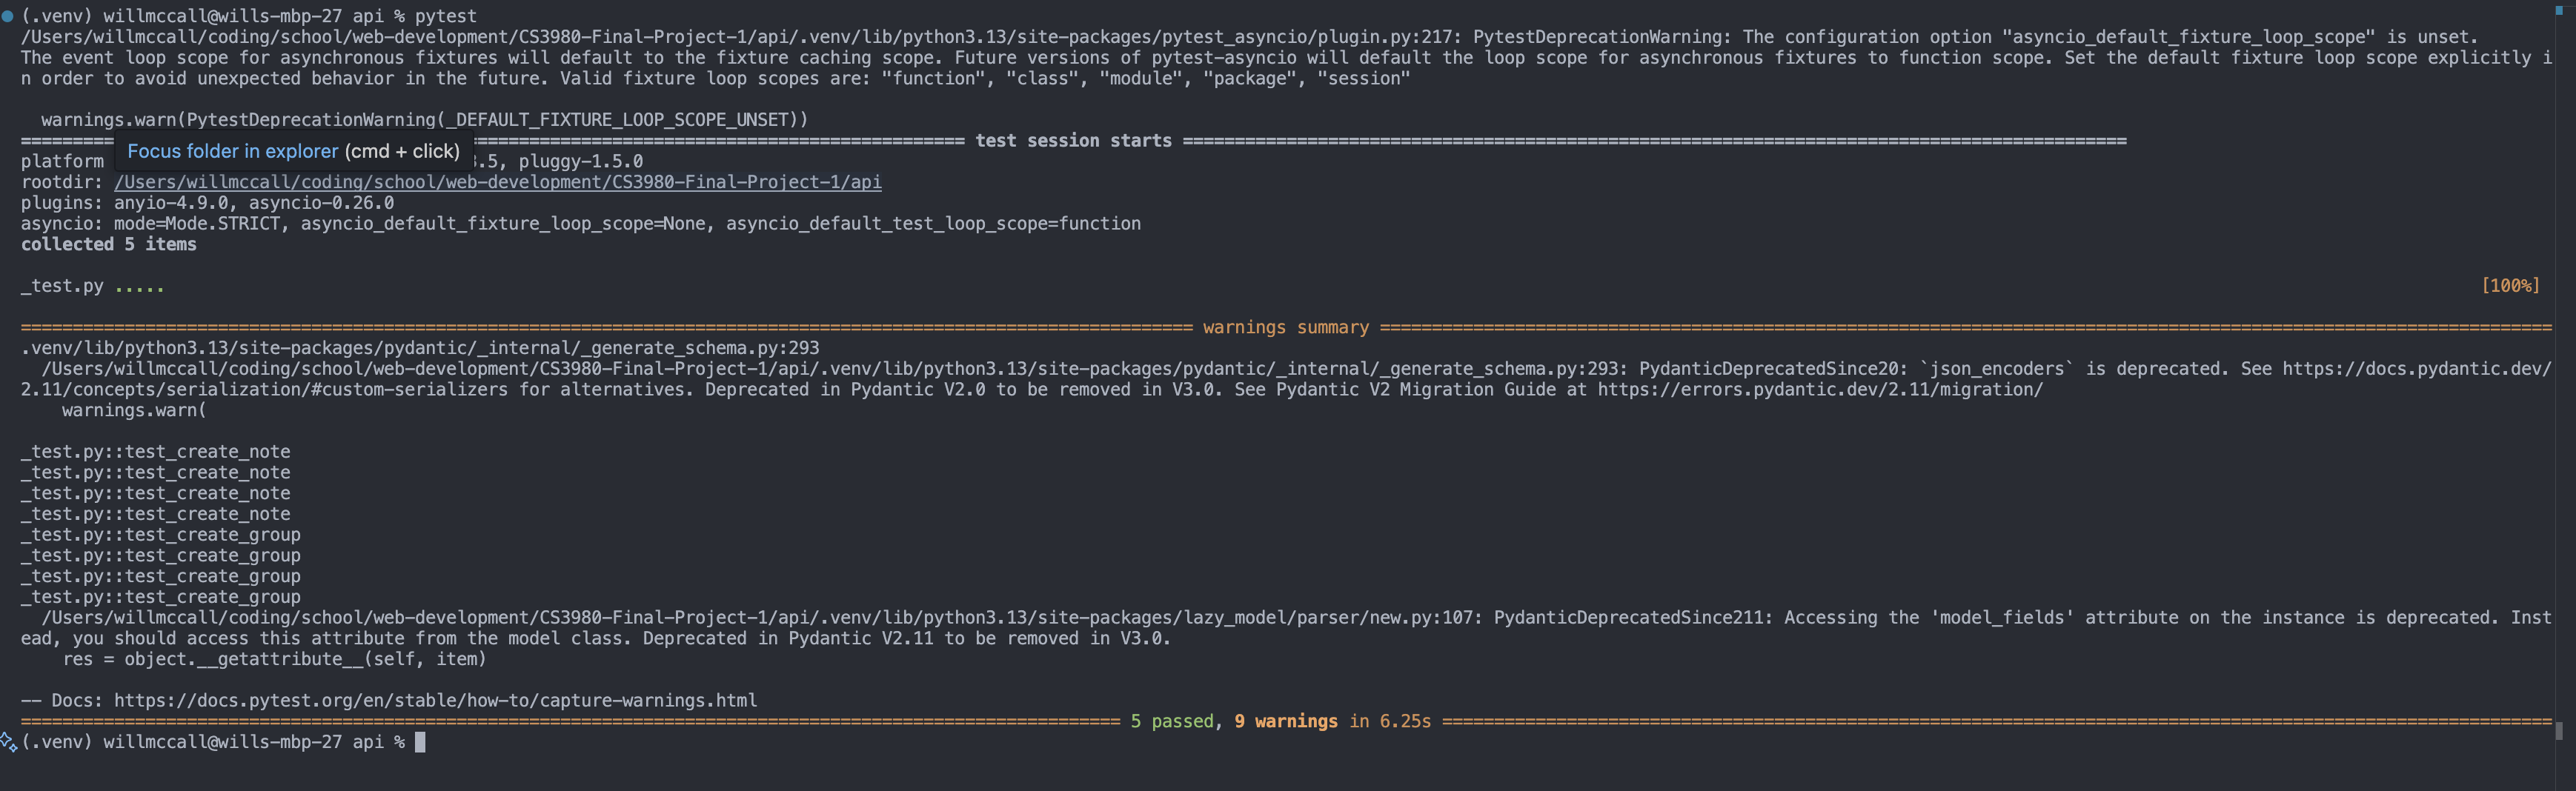 (.venv) willmccall@wills-mbp-27 api % pytest
/Users/willmccall/coding/school/web-development/CS3980-Final-Project-1/api/.venv/lib/python3.13/site-packages/pytest_asyncio/plugin.py:217: PytestDeprecationWarning: The configuration option "asyncio_default_fixture_loop_scope" is unset.
The event loop scope for asynchronous fixtures will default to the fixture caching scope. Future versions of pytest-asyncio will default the loop scope for asynchronous fixtures to function scope. Set the default fixture loop scope explicitly i
n order to avoid unexpected behavior in the future. Valid fixture loop scopes are: "function", "class", "module", "package", "session"
  warnings.warn(PytestDeprecationWarning(_DEFAULT_FIXTURE_LOOP_SCOPE_UNSET))
============ test session starts ============
Focus folder in explorer (cmd + click)
platform 3.5, pluggy-1.5.0
rootdir: /Users/willmccall/coding/school/web-development/CS3980-Final-Project-1/api
plugins: anyio-4.9.0, asyncio-0.26.0
asyncio: mode=Mode.STRICT, asyncio_default_fixture_loop_scope=None, asyncio_default_test_loop_scope=function
collected 5 items
_test.py ..... [100%]
============ warnings summary ============
.venv/lib/python3.13/site-packages/pydantic/_internal/_generate_schema.py:293
  /Users/willmccall/coding/school/web-development/CS3980-Final-Project-1/api/.venv/lib/python3.13/site-packages/pydantic/_internal/_generate_schema.py:293: PydanticDeprecatedSince20: `json_encoders` is deprecated. See https://docs.pydantic.dev/
2.11/concepts/serialization/#custom-serializers for alternatives. Deprecated in Pydantic V2.0 to be removed in V3.0. See Pydantic V2 Migration Guide at https://errors.pydantic.dev/2.11/migration/
    warnings.warn(
_test.py::test_create_note
_test.py::test_create_note
_test.py::test_create_note
_test.py::test_create_note
_test.py::test_create_group
_test.py::test_create_group
_test.py::test_create_group
_test.py::test_create_group
  /Users/willmccall/coding/school/web-development/CS3980-Final-Project-1/api/.venv/lib/python3.13/site-packages/lazy_model/parser/new.py:107: PydanticDeprecatedSince211: Accessing the 'model_fields' attribute on the instance is deprecated. Inst
ead, you should access this attribute from the model class. Deprecated in Pydantic V2.11 to be removed in V3.0.
    res = object.__getattribute__(self, item)
-- Docs: https://docs.pytest.org/en/stable/how-to/capture-warnings.html
============ 5 passed, 9 warnings in 6.25s ============
(.venv) willmccall@wills-mbp-27 api %